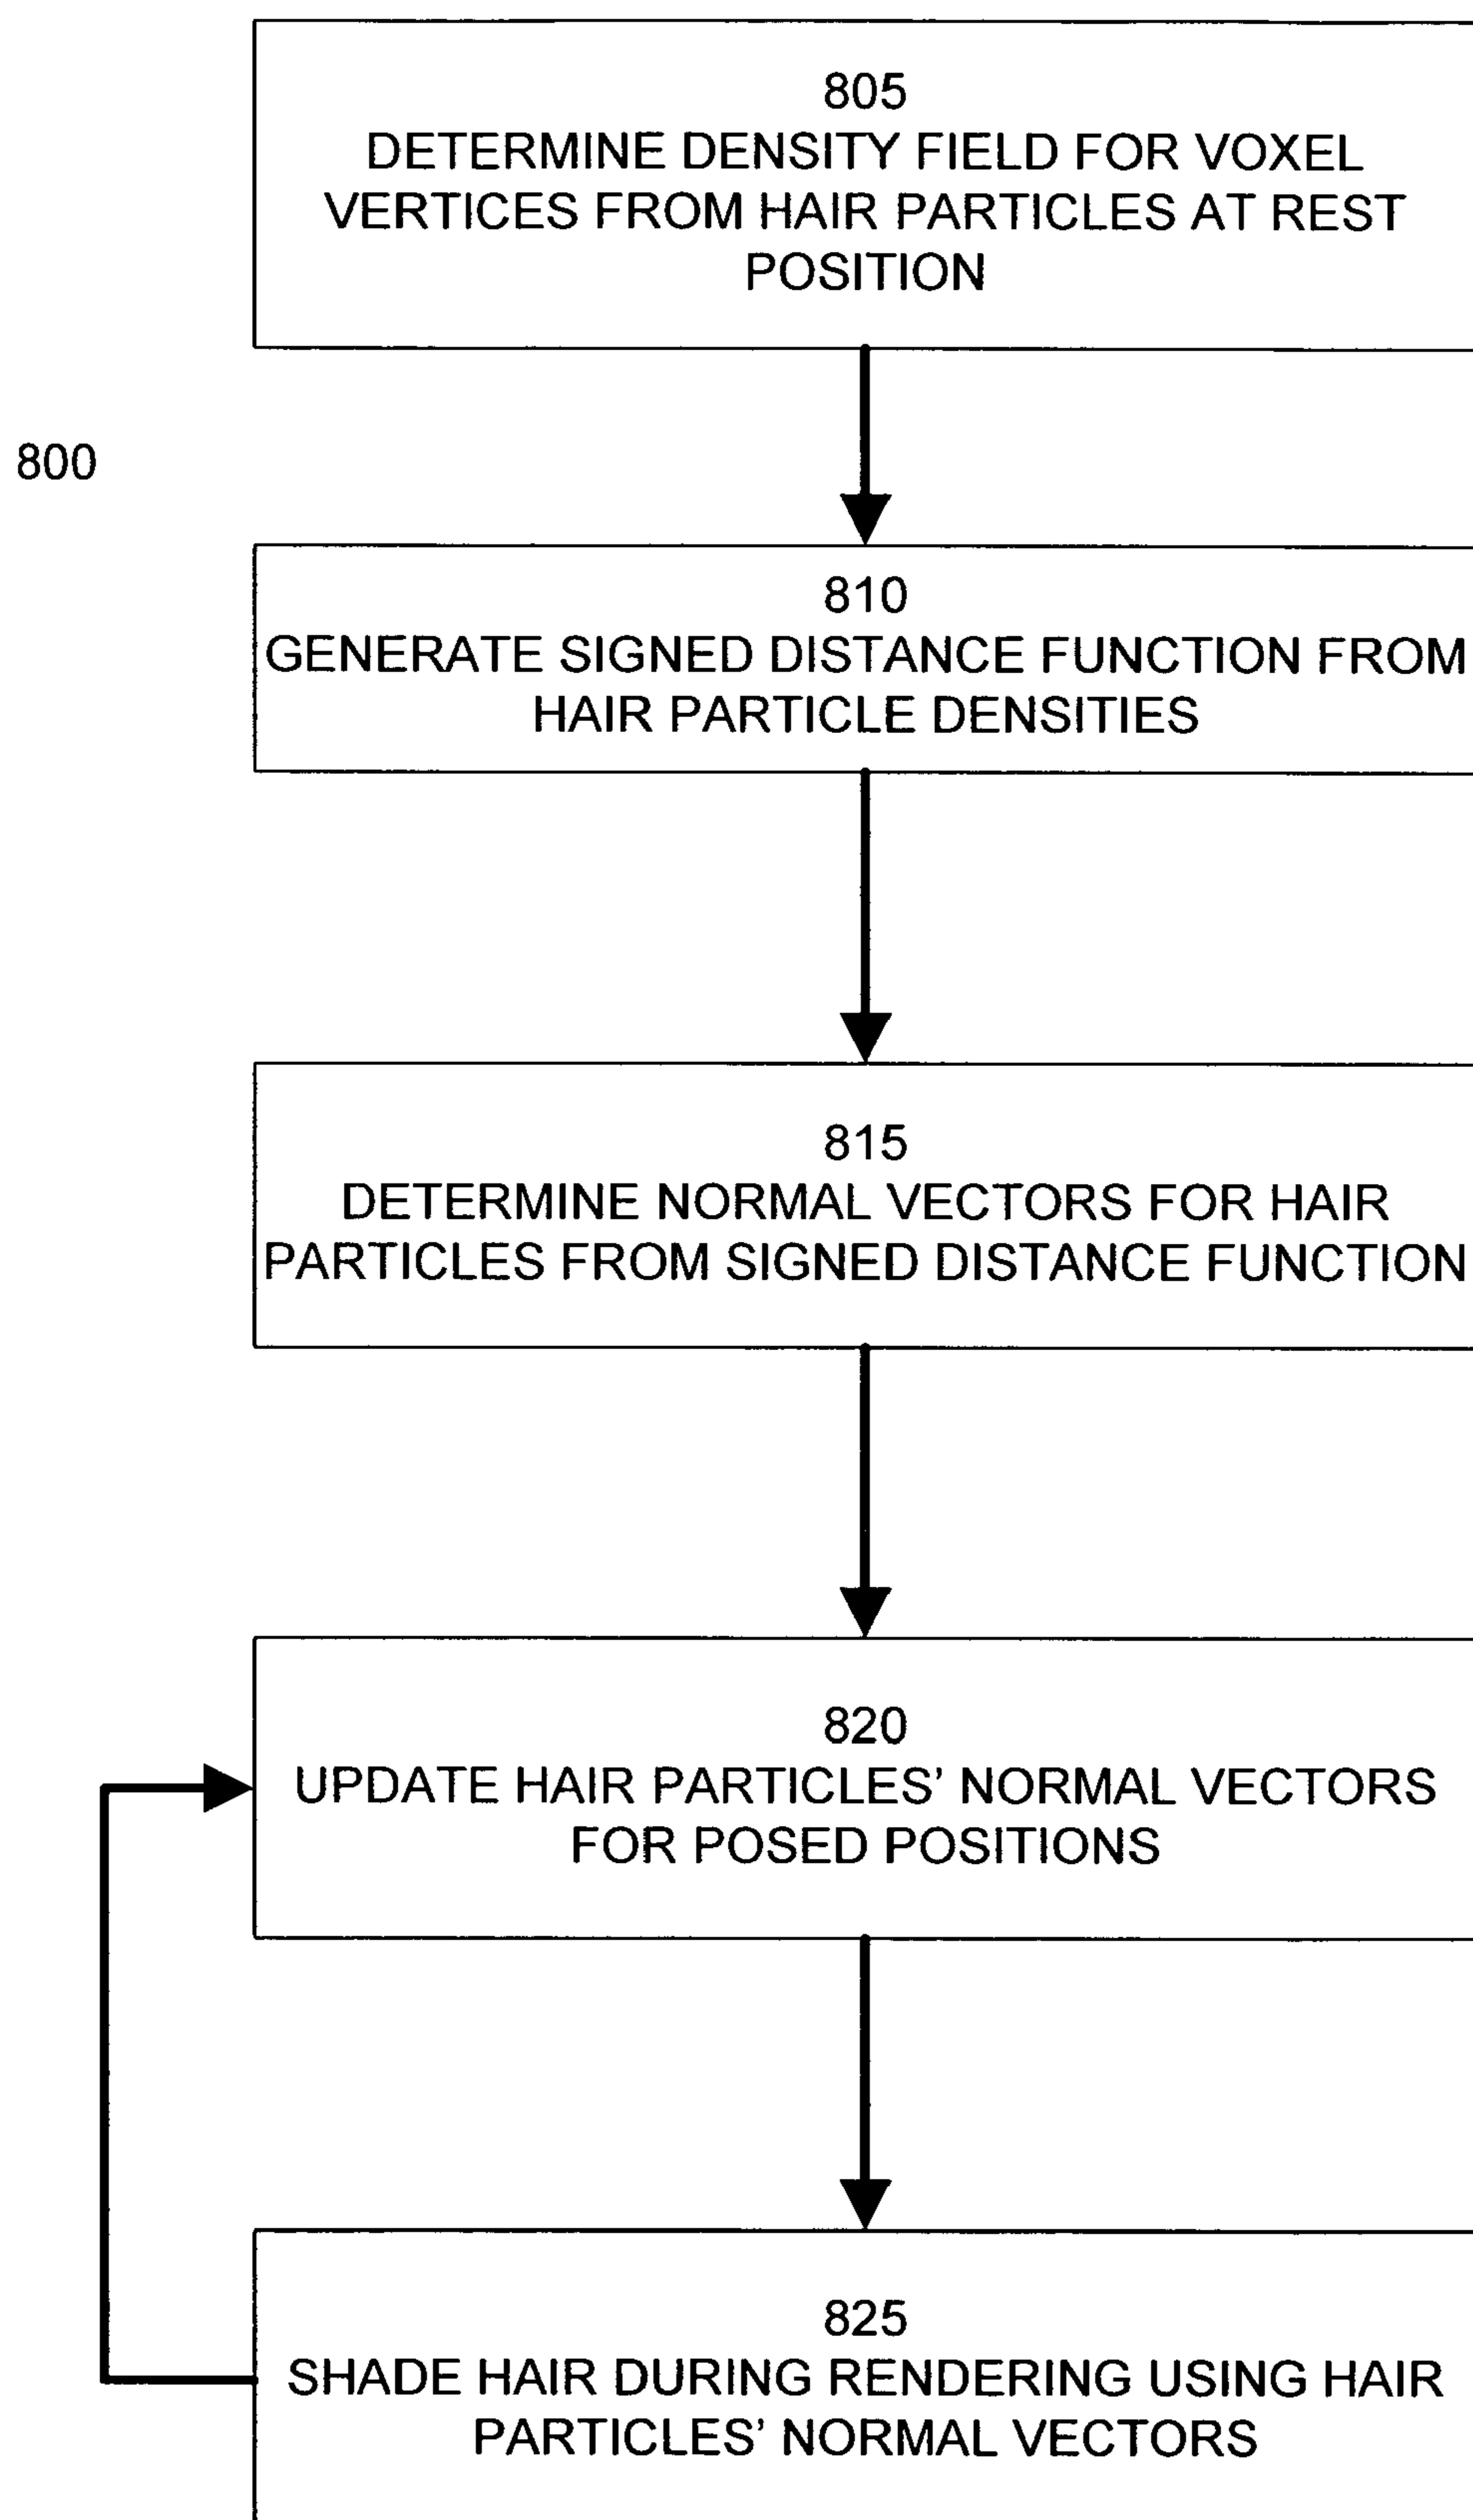 805
DETERMINE DENSITY FIELD FOR VOXEL
VERTICES FROM HAIR PARTICLES AT REST
POSITION
800
810
GENERATE SIGNED DISTANCE FUNCTION FROM
HAIR PARTICLE DENSITIES
815
DETERMINE NORMAL VECTORS FOR HAIR
PARTICLES FROM SIGNED DISTANCE FUNCTION
820
UPDATE HAIR PARTICLES’ NORMAL VECTORS
FOR POSED POSITIONS
825
SHADE HAIR DURING RENDERING USING HAIR
PARTICLES’ NORMAL VECTORS